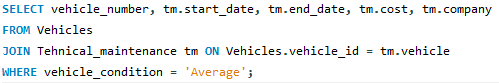 SELECT vehicle_number, tm.start_date, tm.end_date, tm.cost, tm.company
FROM Vehicles
JOIN Tehnical_maintenance tm ON Vehicles.vehicle_id = tm.vehicle
WHERE vehicle_condition = 'Average';